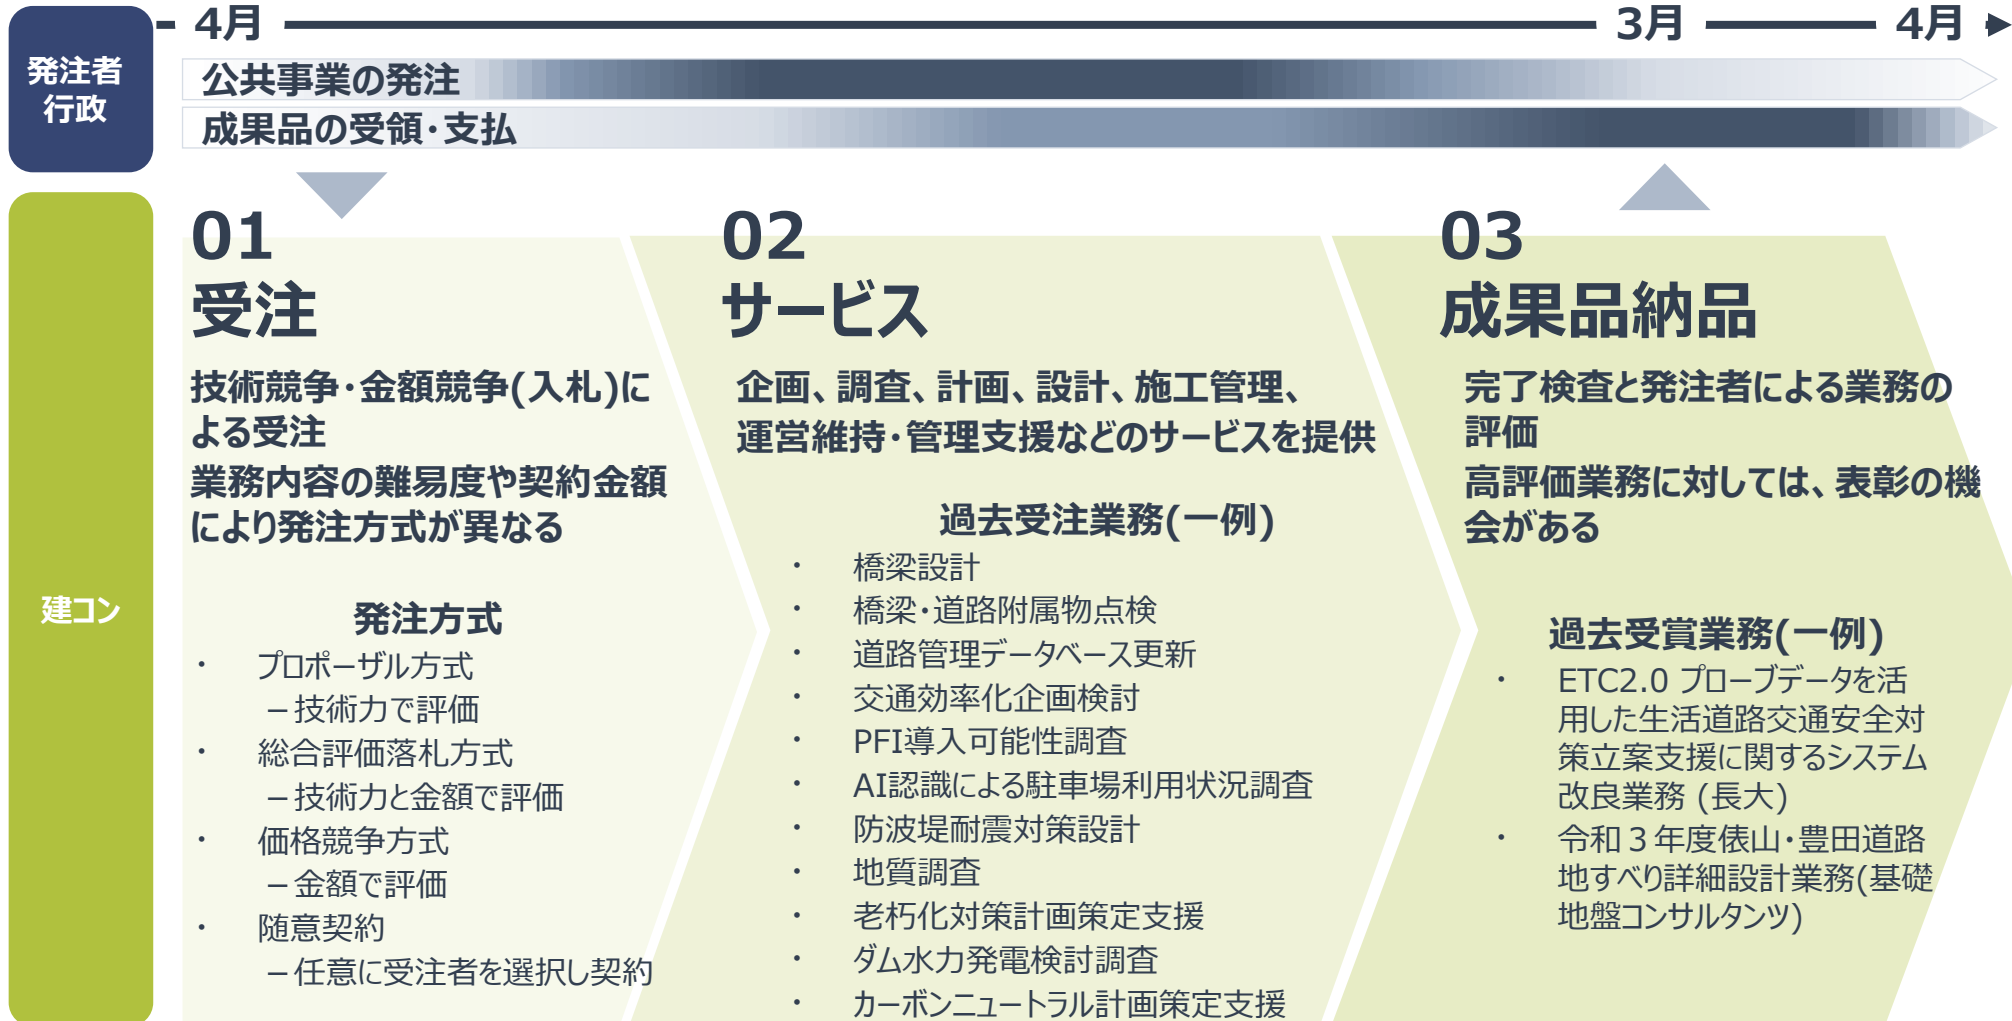 発注者
行政
4月
3月
4月
公共事業の発注
成果品の受領・支払
建コン
01
受注
技術競争・金額競争(入札)に
よる受注
業務内容の難易度や契約金額
により発注方式が異なる
発注方式
・ プロポーザル方式
－技術力で評価
・ 総合評価落札方式
－技術力と金額で評価
・ 価格競争方式
－金額で評価
・ 随意契約
－任意に受注者を選択し契約
02
サービス
企画、調査、計画、設計、施工管理、
運営維持・管理支援などのサービスを提供
過去受注業務(一例)
・ 橋梁設計
・ 橋梁・道路附属物点検
・ 道路管理データベース更新
・ 交通効率化企画検討
・ PFI導入可能性調査
・ AI認識による駐車場利用状況調査
・ 防波堤耐震対策設計
・ 地質調査
・ 老朽化対策計画策定支援
・ ダム水力発電検討調査
・ カーボンニュートラル計画策定支援
03
成果品納品
完了検査と発注者による業務の
評価
高評価業務に対しては、表彰の機
会がある
過去受賞業務(一例)
・ ETC2.0 プローブデータを活
用した生活道路交通安全対
策立案支援に関するシステム
改良業務 (長大)
・ 令和３年度俵山・豊田道路
地すべり詳細設計業務(基礎
地盤コンサルタンツ)